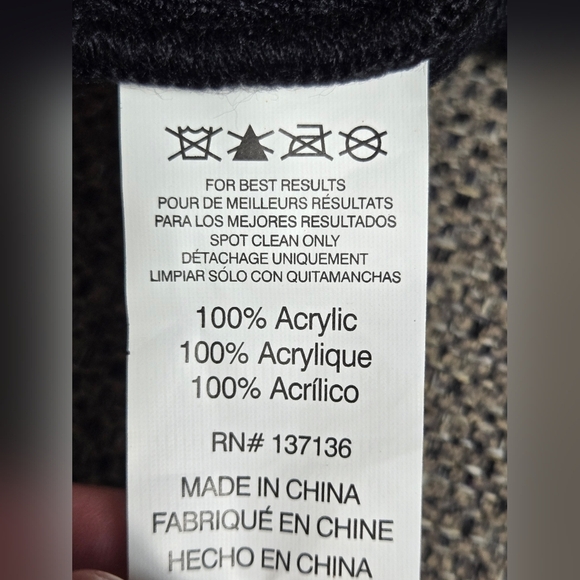 FOR BEST RESULTS
POUR DE MEILLEURS RÉSULTATS
PARA LOS MEJORES RESULTADOS
SPOT CLEAN ONLY
DÉTACHAGE UNIQUEMENT
LIMPIAR SÓLO CON QUITAMANCHAS
100% Acrylic
100% Acrylique
100% Acrílico
RN# 137136
MADE IN CHINA
FABRIQUÉ EN CHINE
HECHO EN CHINA